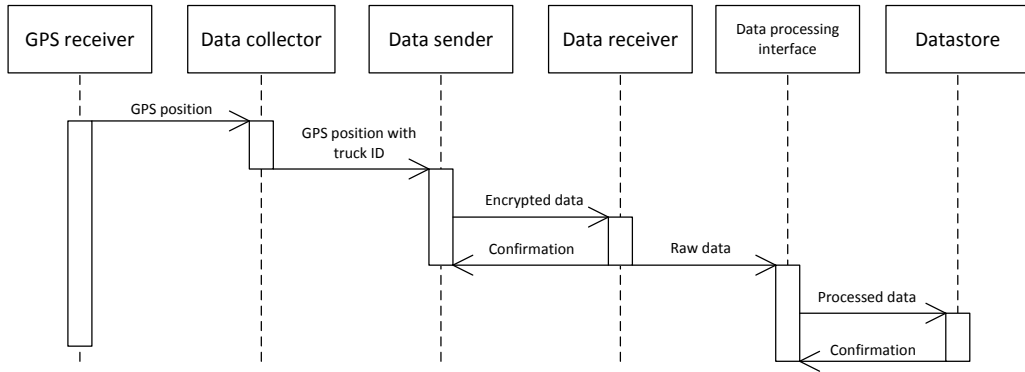 GPS receiver
Data collector
Data sender
Data receiver
Data processing
interface
Datastore
GPS position
GPS position with
truck ID
Encrypted data
Confirmation
Raw data
Processed data
Confirmation